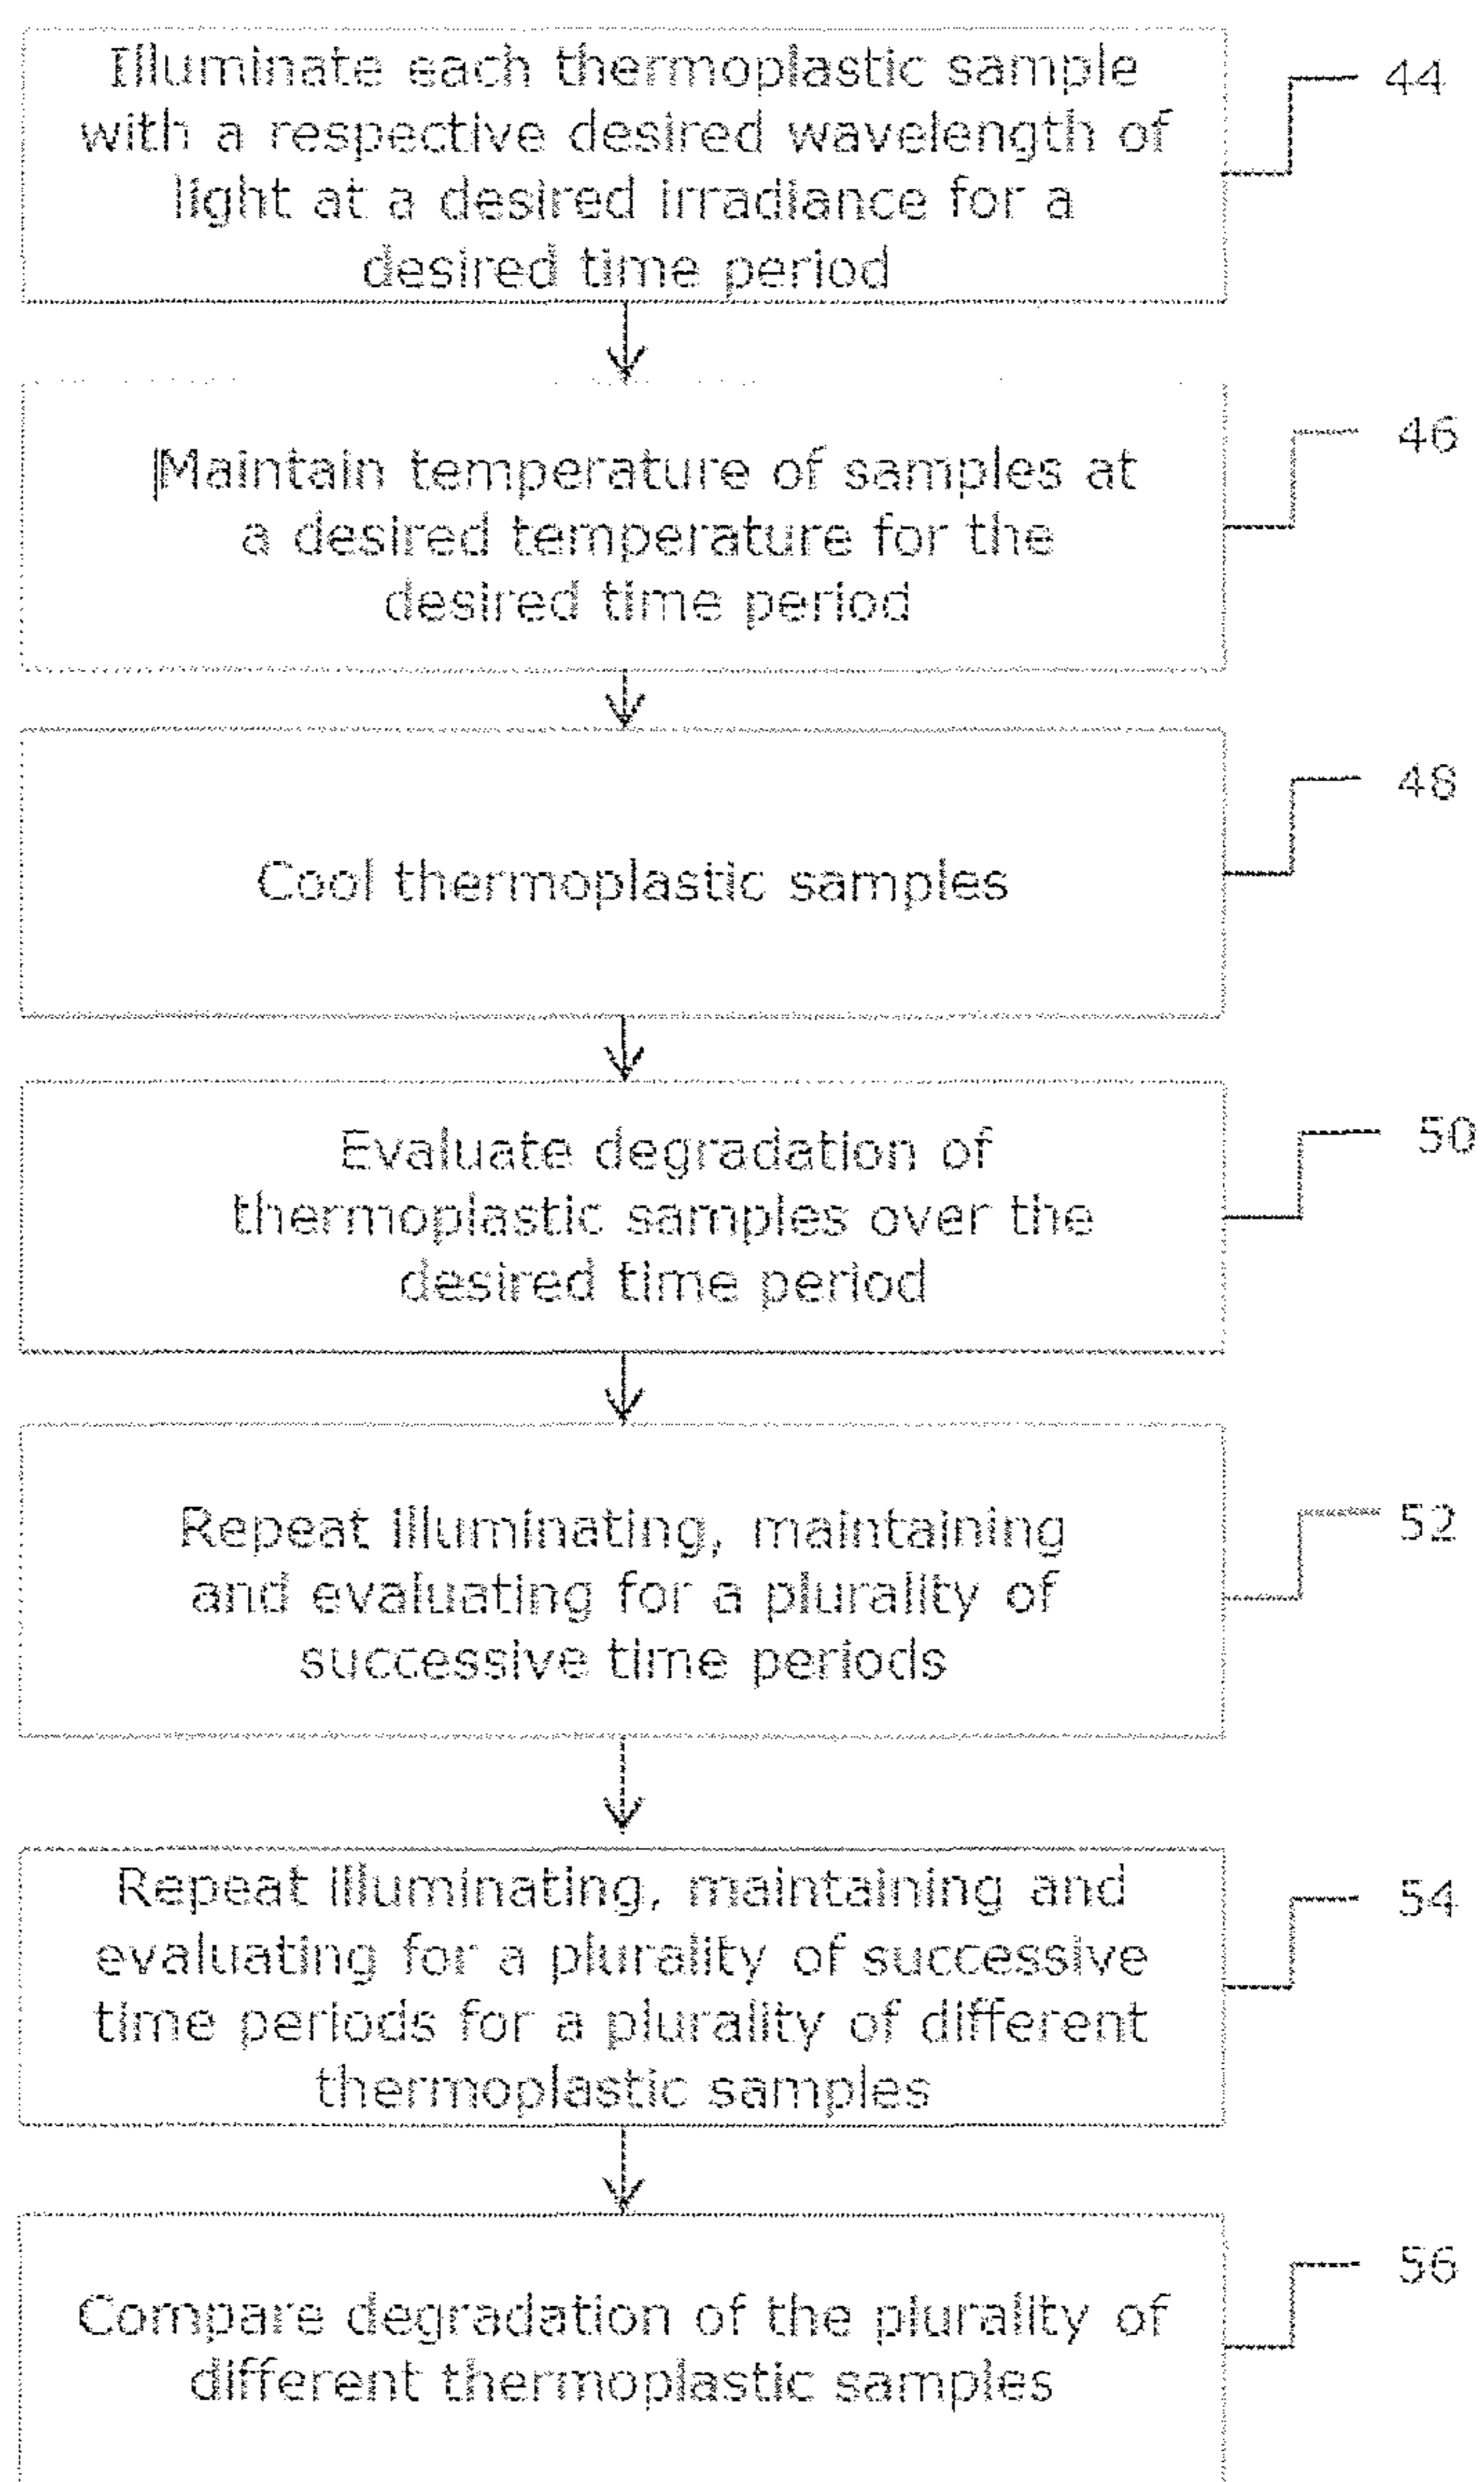 Illuminate each thermoplastic sample
with a respective desired wavelength of
light at a desired irradiance for a
desired time period
44
Maintain temperature of samples at
a desired temperature for the
desired time period
46
Cool thermoplastic samples
48
Evaluate degradation of
thermoplastic samples over the
desired time period
50
Repeat illuminating, maintaining
and evaluating for a plurality of
successive time periods
52
Repeat illuminating, maintaining and
evaluating for a plurality of successive
time periods for a plurality of different
thermoplastic samples
54
Compare degradation of the plurality of
different thermoplastic samples
56